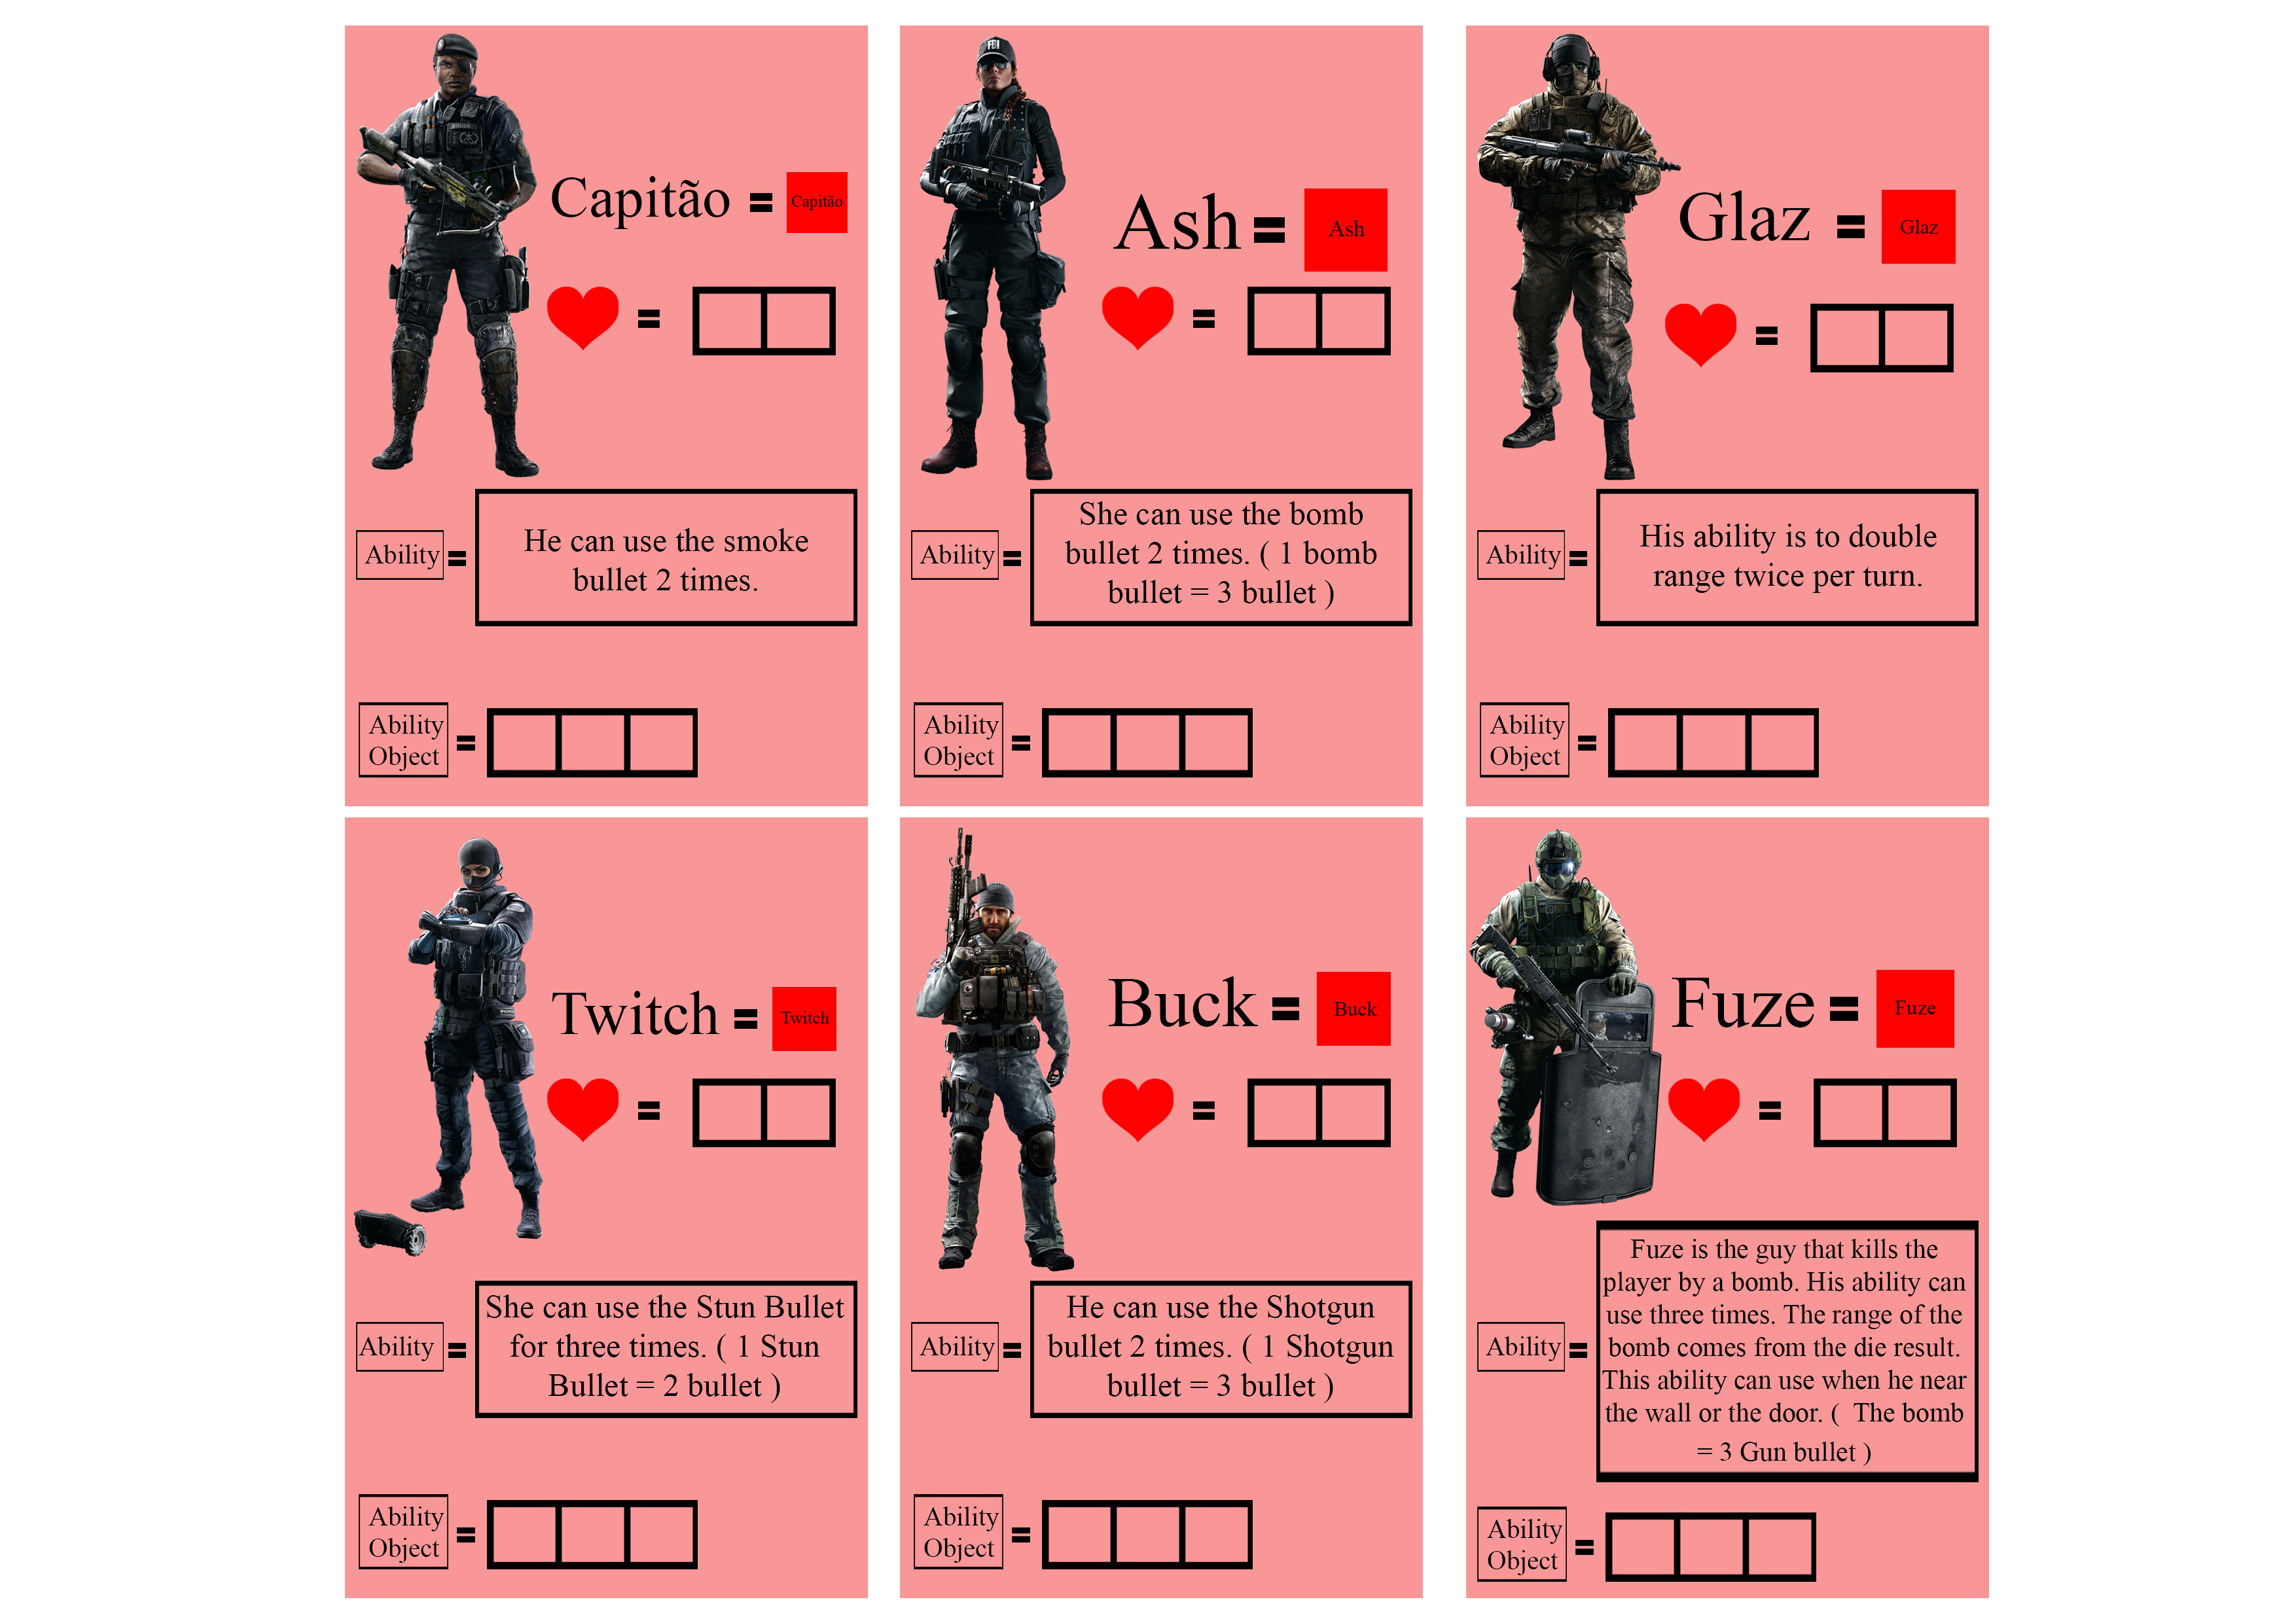 Capitão = Capitão
=
Ability = He can use the smoke
bullet 2 times.
Ability
Object =
FBI
Ash = Ash
=
Ability = She can use the bomb
bullet 2 times. ( 1 bomb
bullet = 3 bullet )
Ability
Object =
Glaz = Glaz
=
Ability = His ability is to double
range twice per turn.
Ability
Object =
Twitch = Twitch
=
Ability = She can use the Stun Bullet
for three times. ( 1 Stun
Bullet = 2 bullet )
Ability
Object =
Buck = Buck
=
Ability = He can use the Shotgun
bullet 2 times. ( 1 Shotgun
bullet = 3 bullet )
Ability
Object =
Fuze = Fuze
=
Ability = Fuze is the guy that kills the
player by a bomb. His ability can
use three times. The range of the
bomb comes from the die result.
This ability can use when he near
the wall or the door. ( The bomb
= 3 Gun bullet )
Ability
Object =